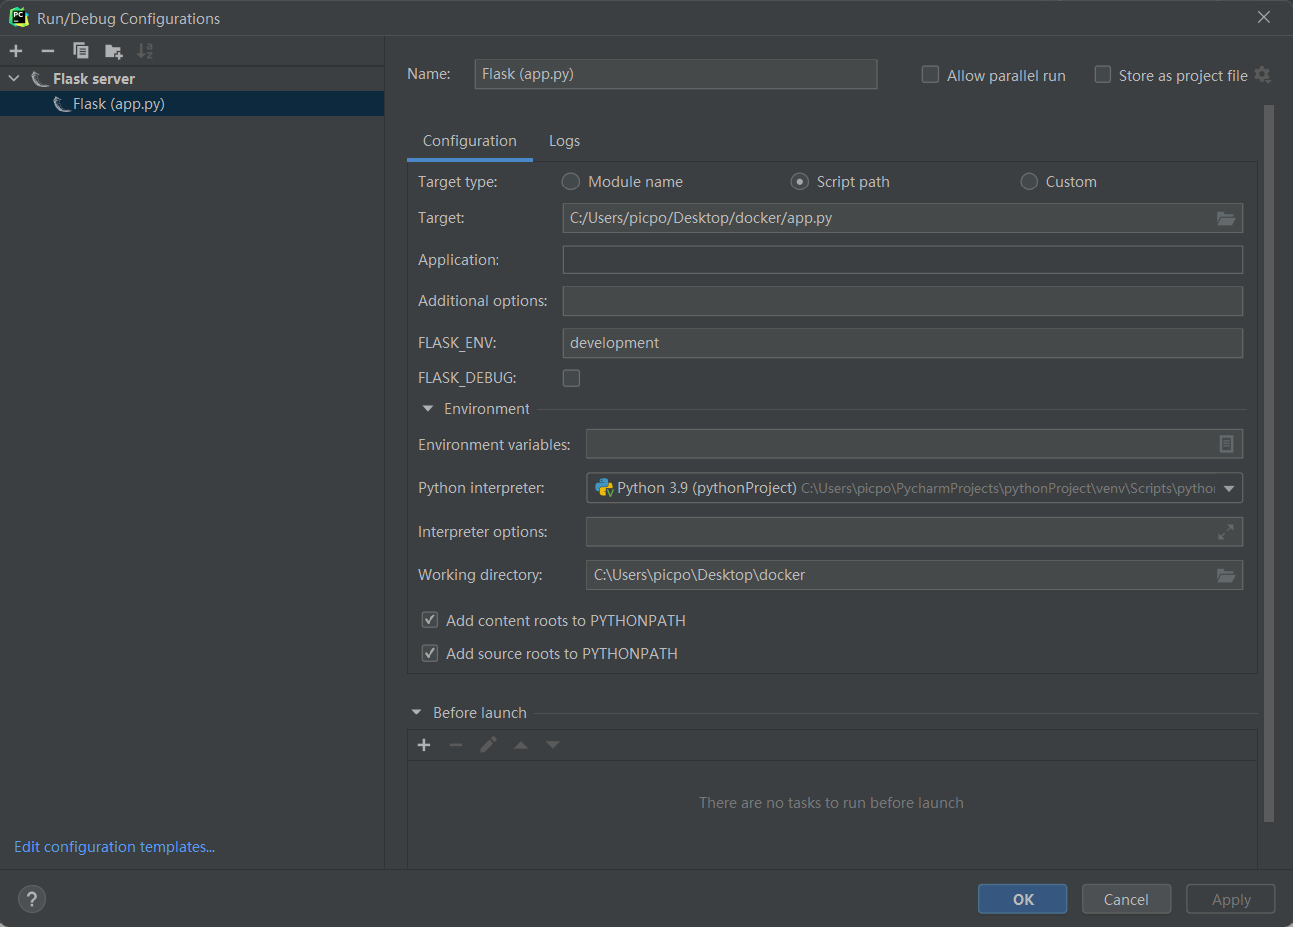 Run/Debug Configurations
Flask server
Flask (app.py)
Name: Flask (app.py) Allow parallel run Store as project file
Configuration Logs
Target type: Module name Script path Custom
Target: C:/Users/picpo/Desktop/docker/app.py
Application:
Additional options:
FLASK_ENV: development
FLASK_DEBUG:
Environment
Environment variables:
Python interpreter: Python 3.9 (pythonProject) C:\Users\picpo\PycharmProjects\pythonProject\venv\Scripts\pytho
Interpreter options:
Working directory: C:\Users\picpo\Desktop\docker
Add content roots to PYTHONPATH
Add source roots to PYTHONPATH
Before launch
There are no tasks to run before launch
Edit configuration templates...
? OK Cancel Apply